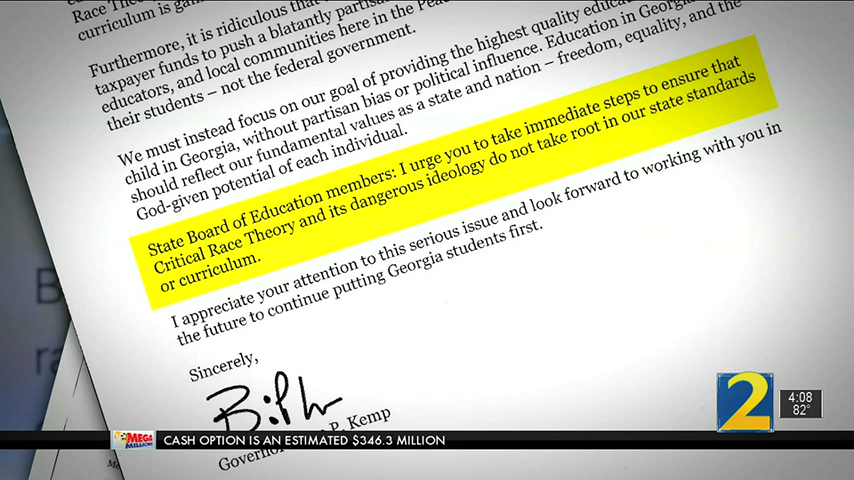 Race Theory
curriculum is
Furthermore, it is ridiculous that
taxpayer funds to push a blatantly
educators, and local communities here in the
their students – not the federal government.
We must instead focus on our goal of providing the highest quality
child in Georgia, without partisan bias or political influence. Education in Georgia
should reflect our fundamental values as a state and nation – freedom, equality, and the
God-given potential of each individual.
State Board of Education members: I urge you to take immediate steps to ensure that
Critical Race Theory and its dangerous ideology do not take root in our state standards
or curriculum.
I appreciate your attention to this serious issue and look forward to working with you in
the future to continue putting Georgia students first.
Sincerely,
P. Kemp
Governor
2
4:08
82°
MEGA
MILLIONS
CASH OPTION IS AN ESTIMATED $346.3 MILLION